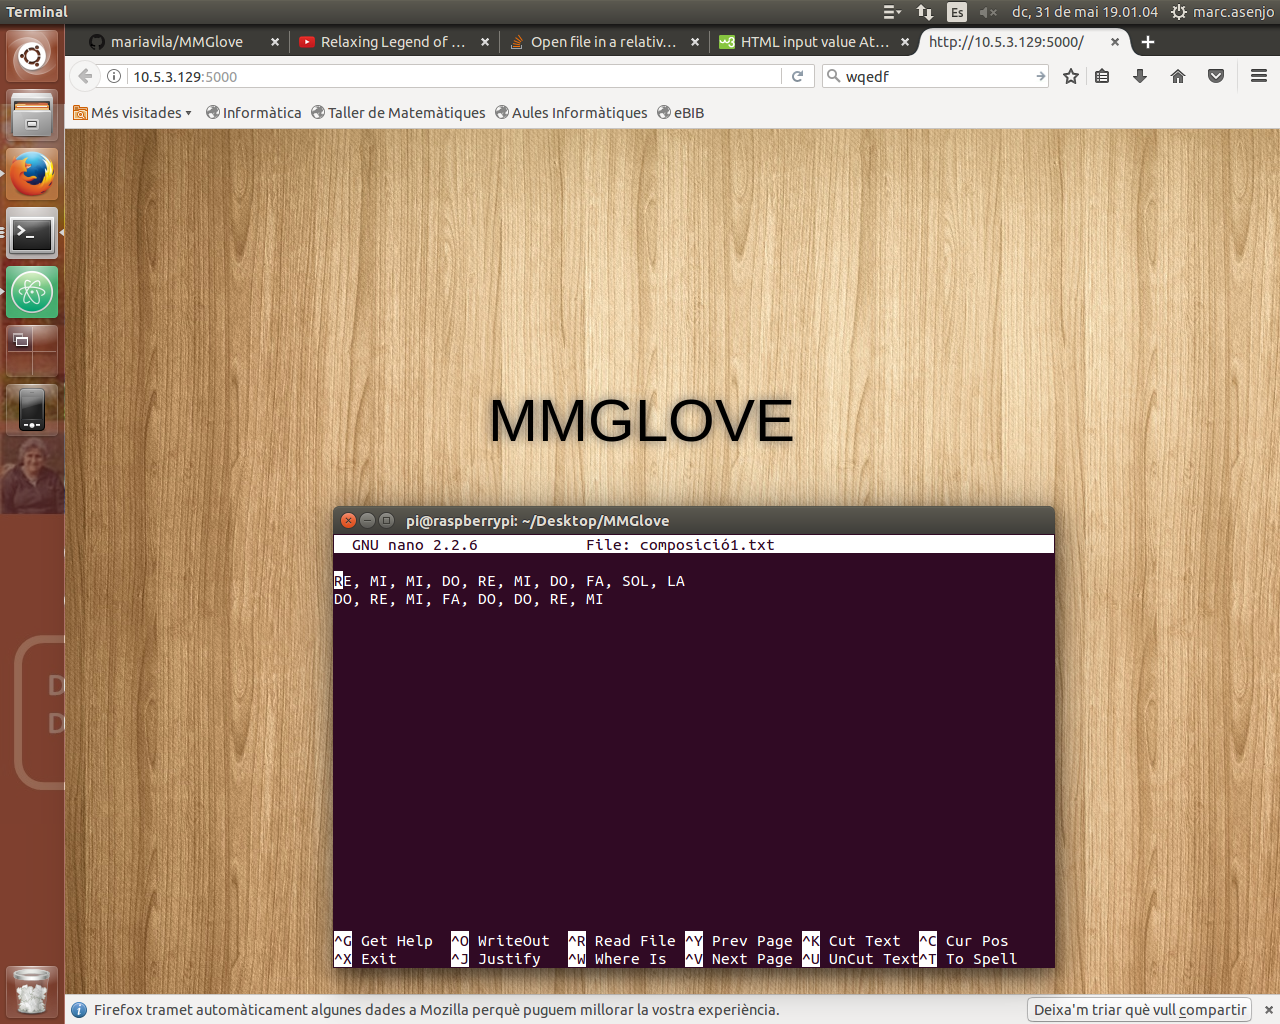 Terminal
Es
dc, 31 de mai 19.01.04
marc.asenjo
mariavila/MMGlove
Relaxing Legend of ...
Open file in a relativ...
HTML input value At...
http://10.5.3.129:5000/
10.5.3.129:5000
wqedf
Més visitades
Informàtica
Taller de Matemàtiques
Aules Informàtiques
eBIB
MMGLOVE
pi@raspberrypi: ~/Desktop/MMGlove
GNU nano 2.2.6 File: composició1.txt
RE, MI, MI, DO, RE, MI, DO, FA, SOL, LA
DO, RE, MI, FA, DO, DO, RE, MI
^G Get Help ^O WriteOut ^R Read File ^Y Prev Page ^K Cut Text ^C Cur Pos
^X Exit ^J Justify ^W Where Is ^V Next Page ^U UnCut Text ^T To Spell
D
D
Firefox tramet automàticament algunes dades a Mozilla perquè puguem millorar la vostra experiència.
Deixa'm triar què vull compartir